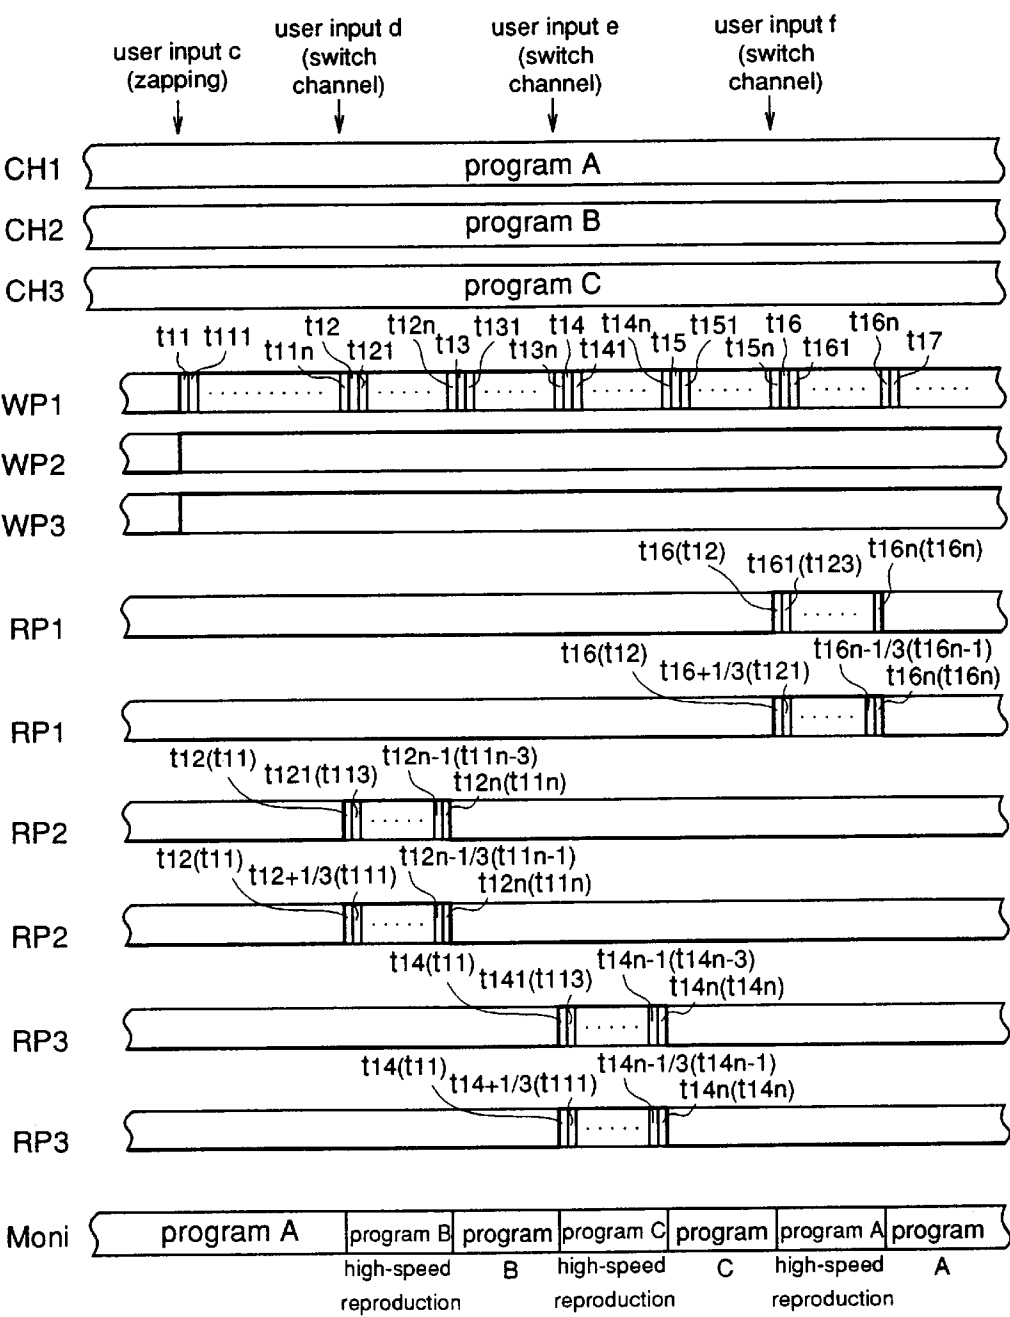 user input c
(zapping)
user input d
(switch
channel)
user input e
(switch
channel)
user input f
(switch
channel)
CH1 program A
CH2 program B
CH3 program C
t11 t111 t11n t12 t121 t12n t13 t131 t13n t14 t141 t14n t15 t151 t15n t16 t161 t16n t17
WP1
WP2
WP3
t16(t12) t161(t123) t16n(t16n)
RP1
t16(t12) t16+1/3(t121) t16n-1/3(t16n-1) t16n(t16n)
RP1
t12(t11) t121(t113) t12n-1(t11n-3) t12n(t11n)
RP2
t12(t11) t12+1/3(t111) t12n-1/3(t11n-1) t12n(t11n)
RP2
t14(t11) t141(t113) t14n-1(t14n-3) t14n(t14n)
RP3
t14(t11) t14+1/3(t111) t14n-1/3(t14n-1) t14n(t14n)
RP3
Moni program A program B program program C program program A program
high-speed B high-speed C high-speed A
reproduction reproduction reproduction